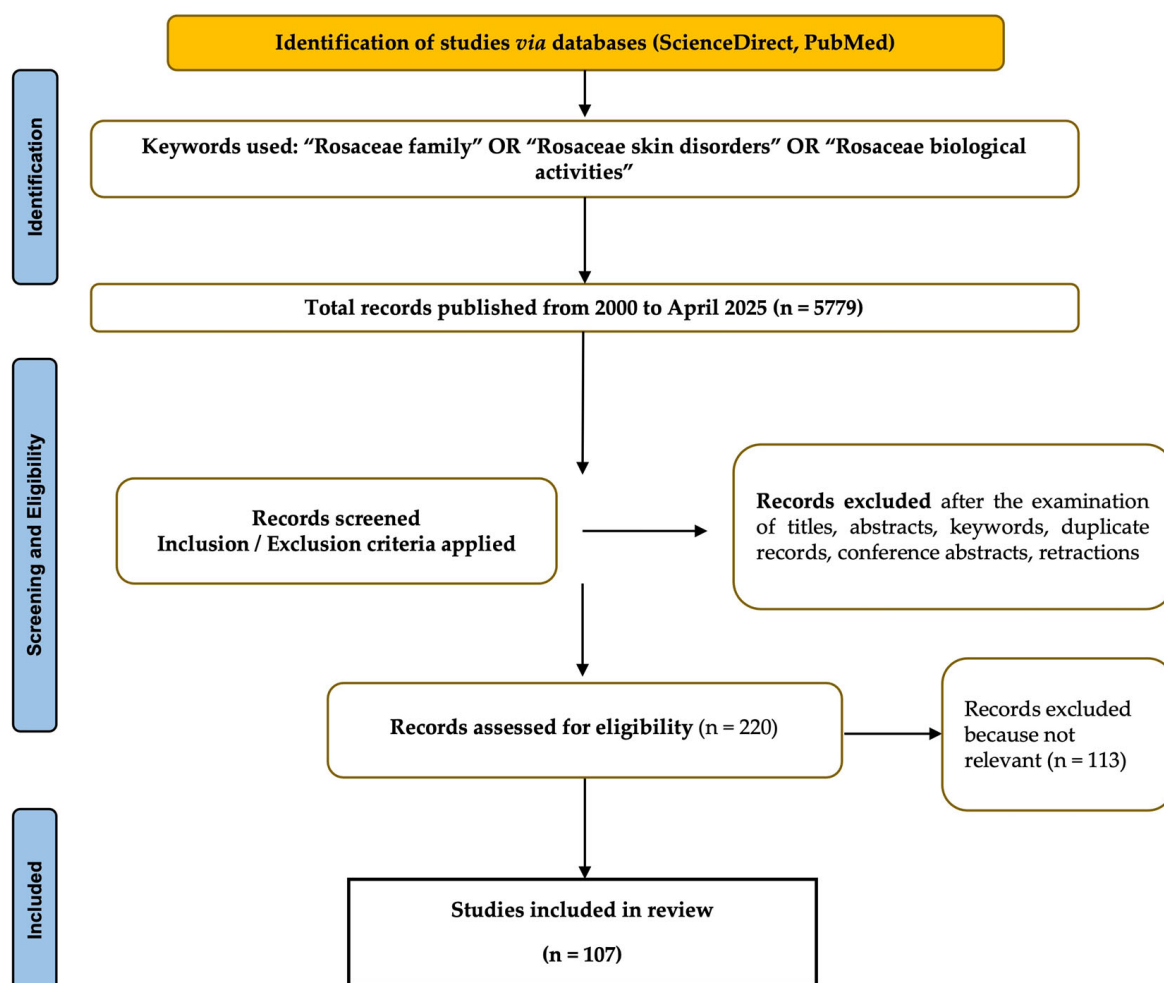 Identification of studies via databases (ScienceDirect, PubMed)
Identification
Keywords used: “Rosaceae family” OR “Rosaceae skin disorders” OR “Rosaceae biological
activities”
Total records published from 2000 to April 2025 (n = 5779)
Screening and Eligibility
Records screened
Inclusion / Exclusion criteria applied
Records excluded after the examination
of titles, abstracts, keywords, duplicate
records, conference abstracts, retractions
Records assessed for eligibility (n = 220)
Records excluded
because not
relevant (n = 113)
Included
Studies included in review
(n = 107)